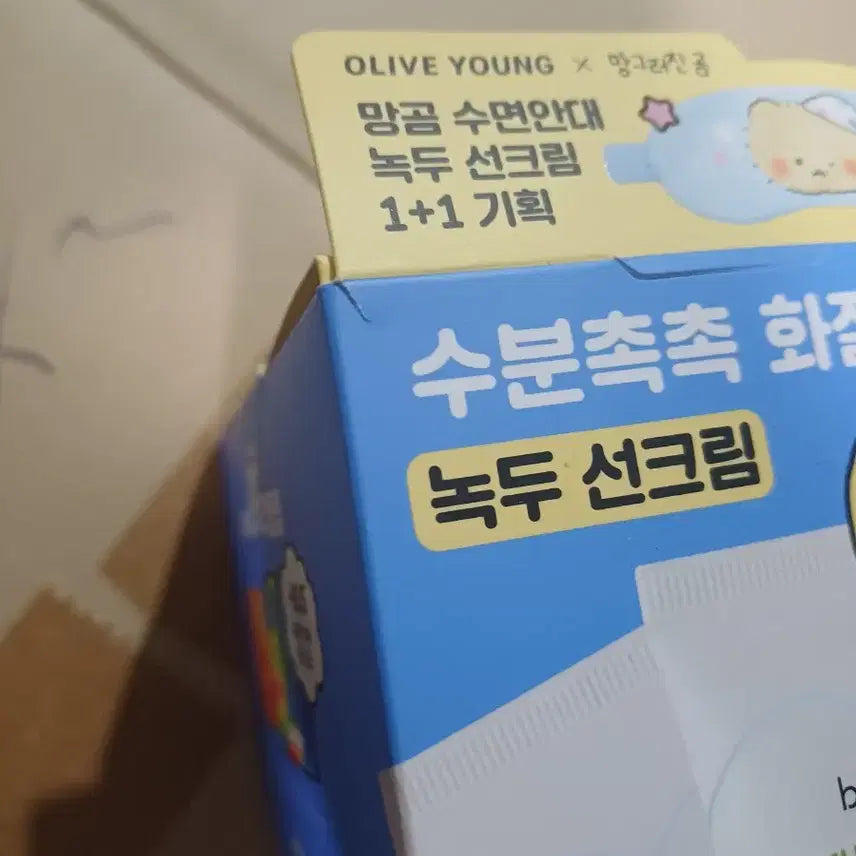 OLIVE YOUNG × 망그러진 곰
망곰 수면안대
녹두 선크림
1+1 기획
수분촉촉
녹두 선크림